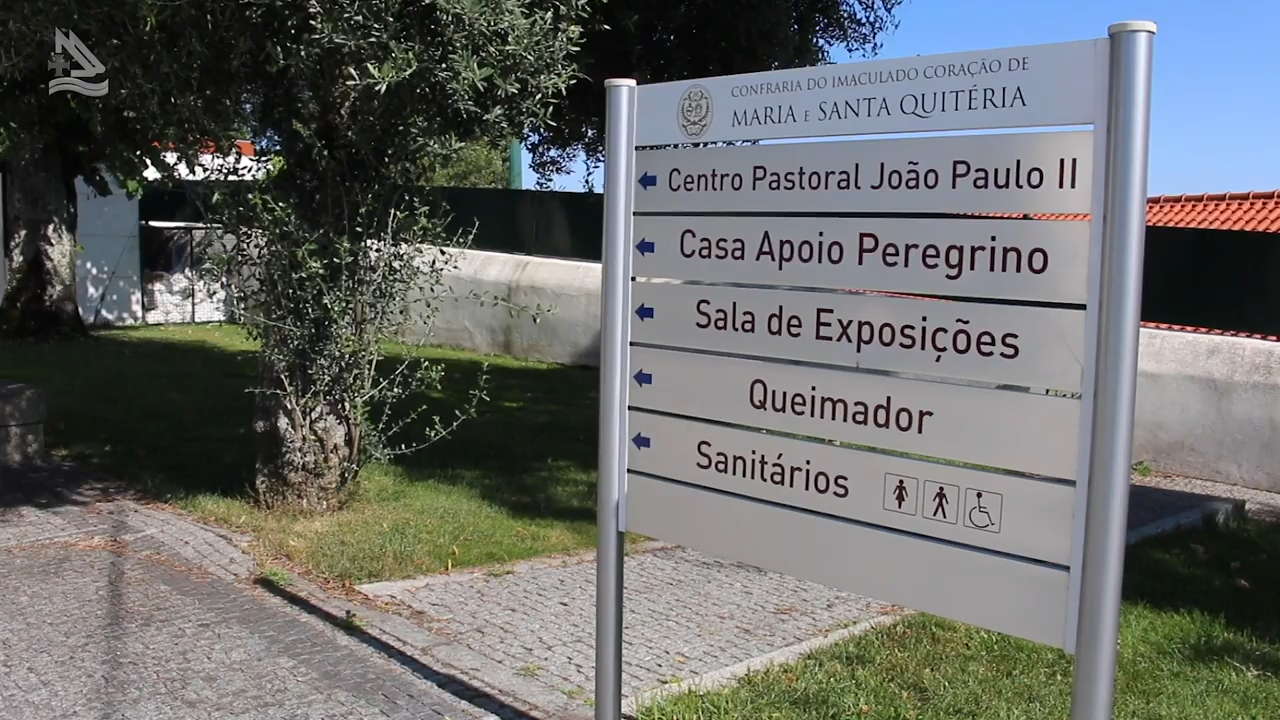 CONFRARIA DO IMACULADO CORAÇÃO DE
MARIA E SANTA QUITÉRIA
Centro Pastoral João Paulo II
Casa Apoio Peregrino
Sala de Exposições
Queimador
Sanitários